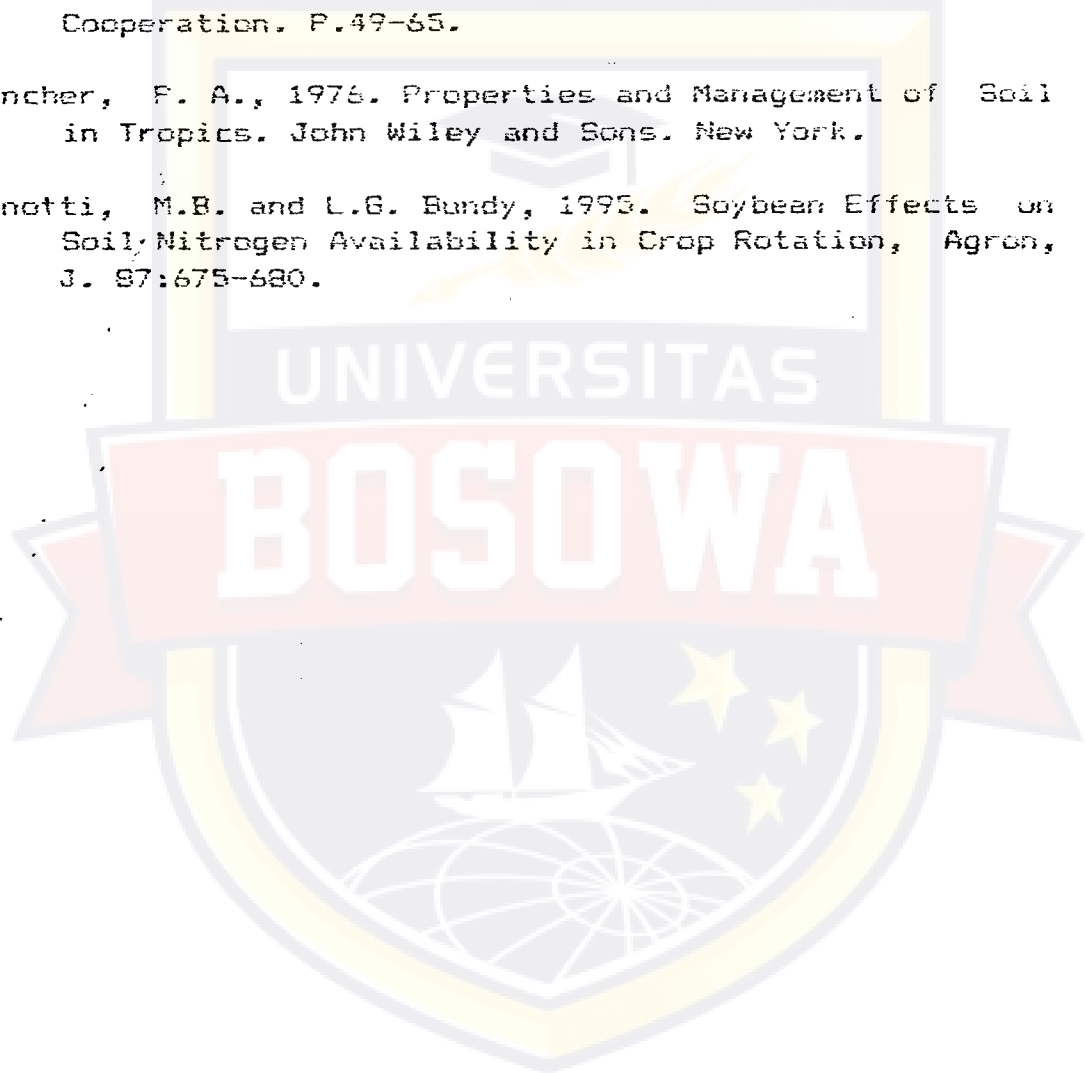 Cooperation. P.49-65.
ncher, P. A., 1976. Properties and Management of Soil
in Tropics. John Wiley and Sons. New York.
notti, M.B. and L.G. Bundy, 1995. Soybean Effects on
Soil Nitrogen Availability in Crop Rotation, Agron,
J. 87:675-680.
UNIVERSITAS
BOSOWA